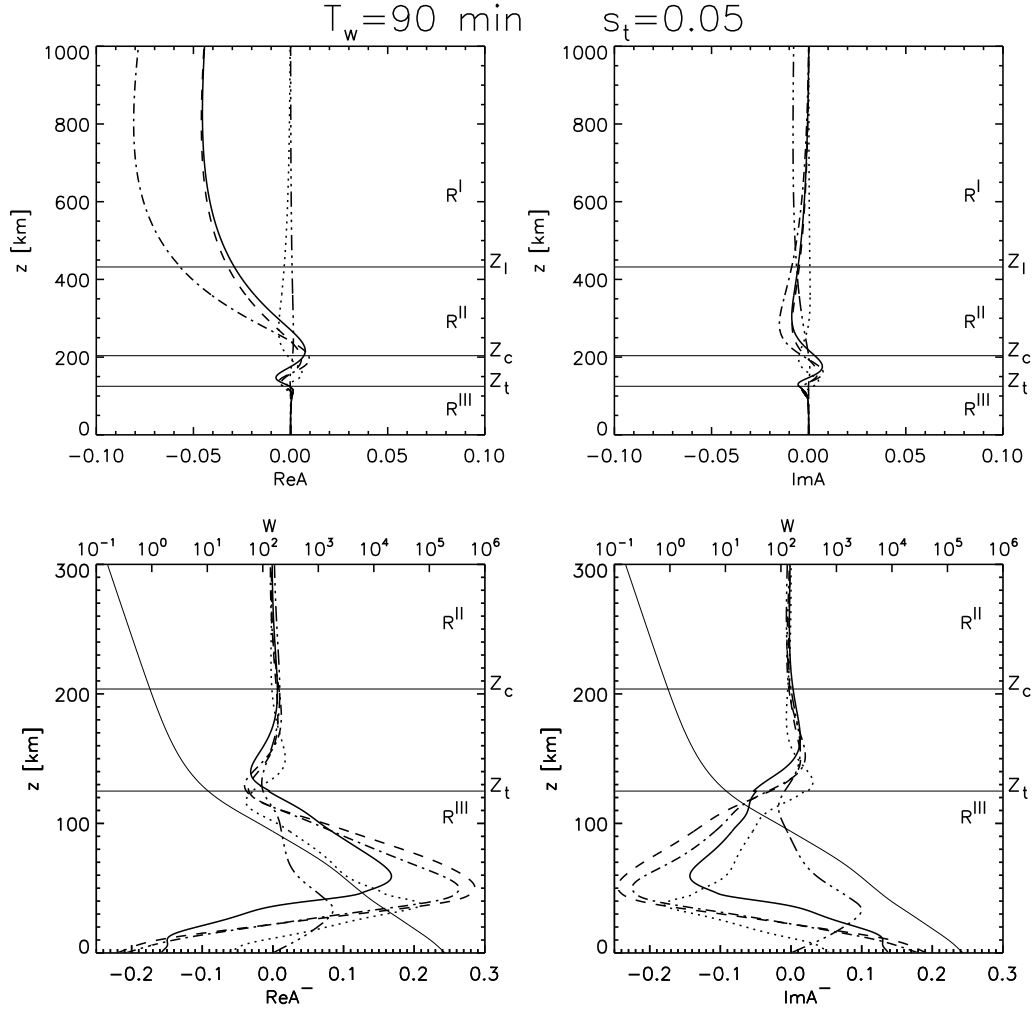 T_w=90 min s_t=0.05
1000
800
600
400
200
0
z [km]
R^I
R^II
R^III
-0.10 -0.05 0.00 0.05 0.10
ReA
1000
800
600
400
200
0
z [km]
R^I
Z_l
R^II
Z_c
Z_t
R^III
-0.10 -0.05 0.00 0.05 0.10
ImA
W
10^-1 10^0 10^1 10^2 10^3 10^4 10^5 10^6
300
200
100
0
z [km]
R^II
Z_c
Z_t
R^III
-0.2 -0.1 0.0 0.1 0.2 0.3
ReA^-
W
10^-1 10^0 10^1 10^2 10^3 10^4 10^5 10^6
300
200
100
0
z [km]
R^II
Z_c
Z_t
R^III
-0.2 -0.1 0.0 0.1 0.2 0.3
ImA^-
Z_l
Z_c
Z_t